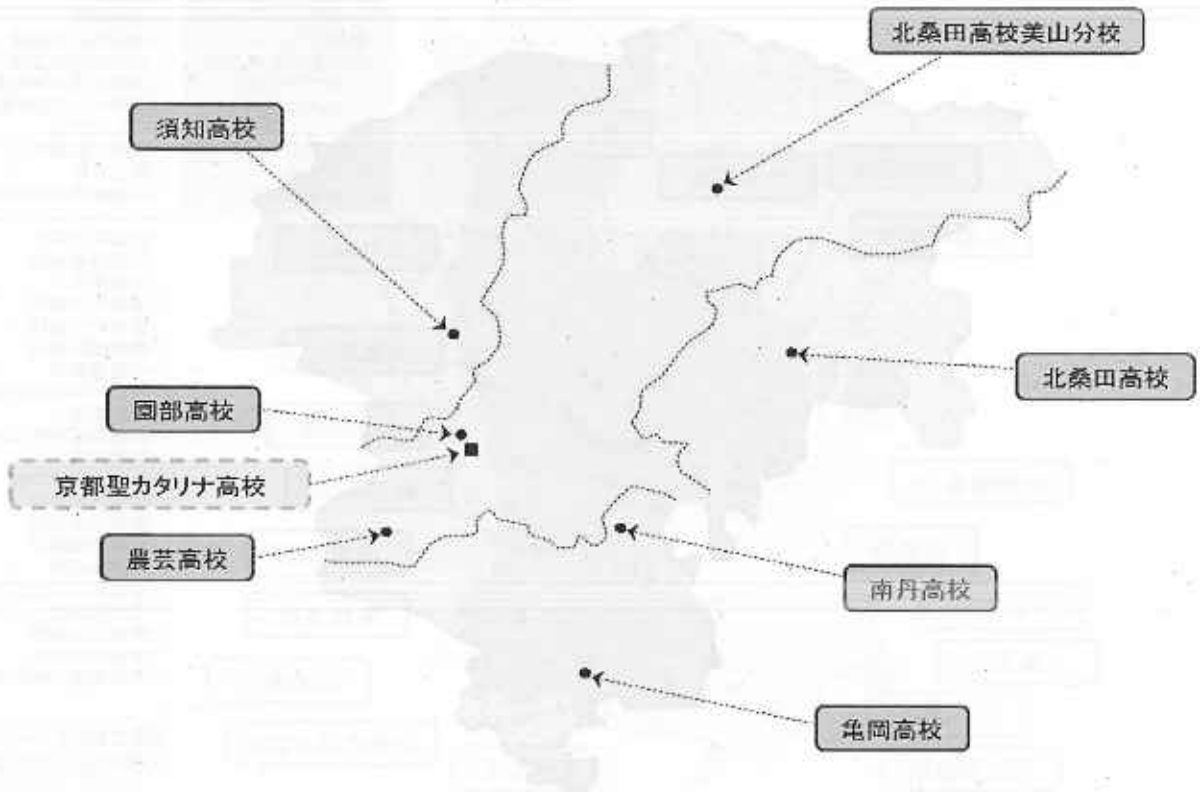 北桑田高校美山分校
須知高校
北桑田高校
園部高校
京都聖カタリナ高校
農芸高校
南丹高校
亀岡高校